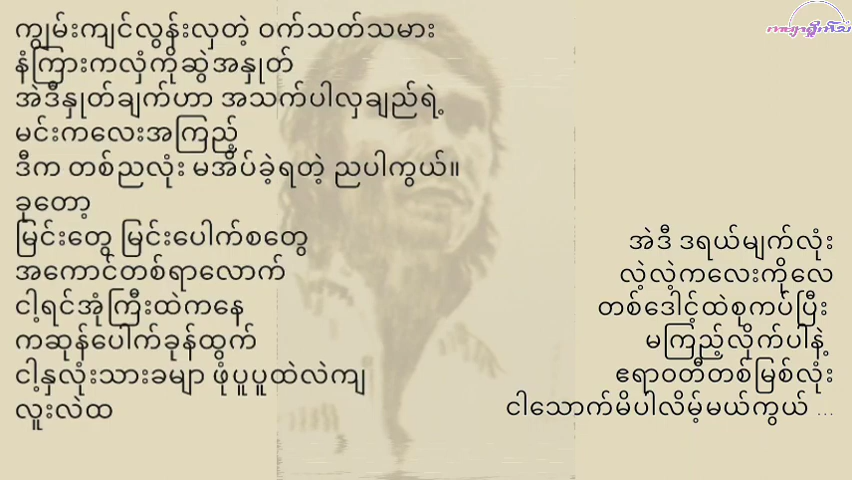 ကျွမ်းကျင်လွန်းလှတဲ့ ဝက်သတ်သမား
နံကြားကလှံကိုဆွဲအနှုတ်
အဲဒီနှုတ်ချက်ဟာ အသက်ပါလှချည်ရဲ့
မင်းကလေးအကြည့်
ဒီက တစ်ညလုံး မအိပ်ခဲ့ရတဲ့ ညပါကွယ်။
ခုတော့
မြင်းတွေ မြင်းပေါက်စတွေ
အကောင်တစ်ရာလောက်
ငါ့ရင်အုံကြီးထဲကနေ
ကဆုန်ပေါက်ခုန်ထွက်
ငါ့နှလုံးသားခမျာ ဖုံပူပူထဲလဲကျ
လူးလဲထ
အဲဒီ ဒရယ်မျက်လုံး
လဲ့လဲ့ကလေးကိုလေ
တစ်ဒေါင့်ထဲစုကပ်ပြီး
မကြည့်လိုက်ပါနဲ့
ဧရာဝတီတစ်မြစ်လုံး
ငါသောက်မိပါလိမ့်မယ်ကွယ် ...